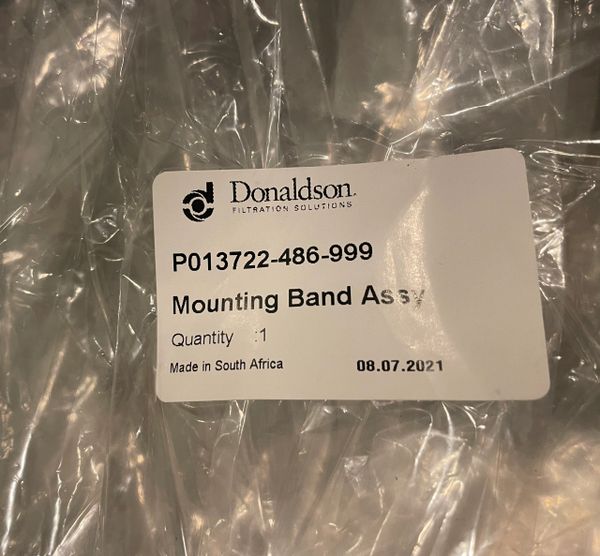 Donaldson.
FILTRATION SOLUTIONS
P013722-486-999
Mounting Band Assy
Quantity :1
Made in South Africa 08.07.2021